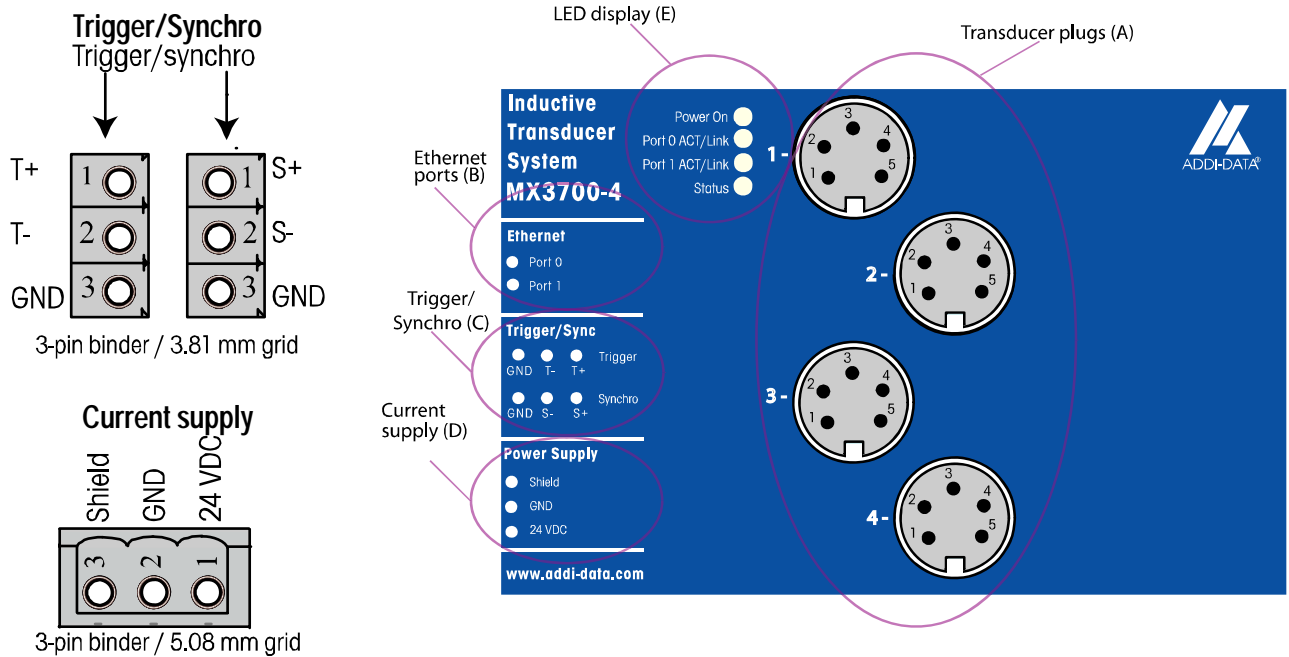 Trigger/Synchro
Trigger/synchro
T+
1
1
S+
T-
2
2
S-
GND
3
3
GND
3-pin binder / 3.81 mm grid
Current supply
Shield
GND
24 VDC
3
2
1
3-pin binder / 5.08 mm grid
LED display (E)
Transducer plugs (A)
Ethernet
ports (B)
Trigger/
Synchro (C)
Current
supply (D)
Inductive
Transducer
System
MX3700-4
Power On
Port 0 ACT/Link
Port 1 ACT/Link
Status
Ethernet
Port 0
Port 1
Trigger/Sync
Trigger
GND T- T+
Synchro
GND S- S+
Power Supply
Shield
GND
24 VDC
www.addi-data.com
1 -
1
2
3
4
5
2 -
1
2
3
4
5
3 -
1
2
3
4
5
4 -
1
2
3
4
5
ADDI-DATA®